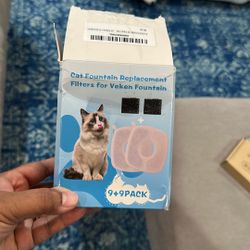 Cat Fountain Replacement
Filters for Veken Fountain
+
9+9PACK